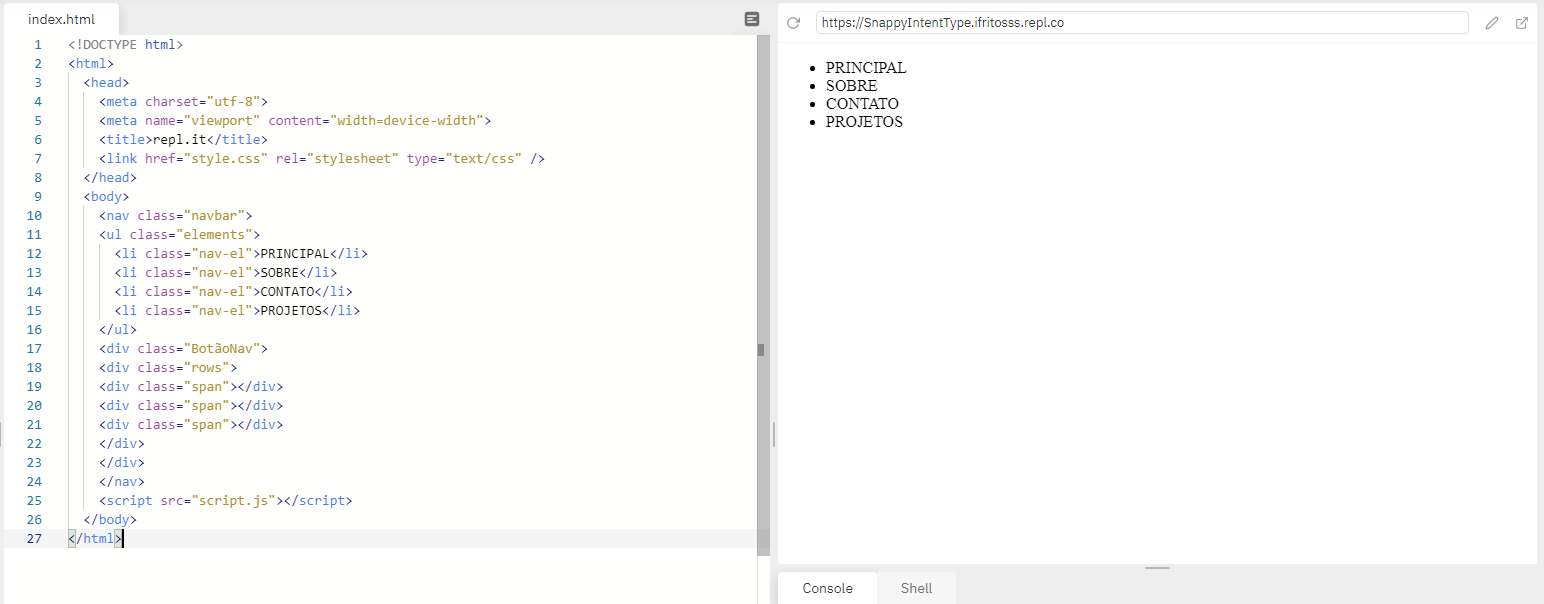 index.html
1 <!DOCTYPE html>
2 <html>
3 <head>
4 <meta charset="utf-8">
5 <meta name="viewport" content="width=device-width">
6 <title>repl.it</title>
7 <link href="style.css" rel="stylesheet" type="text/css" />
8 </head>
9 <body>
10 <nav class="navbar">
11 <ul class="elements">
12 <li class="nav-el">PRINCIPAL</li>
13 <li class="nav-el">SOBRE</li>
14 <li class="nav-el">CONTATO</li>
15 <li class="nav-el">PROJETOS</li>
16 </ul>
17 <div class="BotãoNav">
18 <div class="rows">
19 <div class="span"></div>
20 <div class="span"></div>
21 <div class="span"></div>
22 </div>
23 </div>
24 </nav>
25 <script src="script.js"></script>
26 </body>
27 </html>
https://SnappyIntentType.ifritosss.repl.co
• PRINCIPAL
• SOBRE
• CONTATO
• PROJETOS
Console Shell